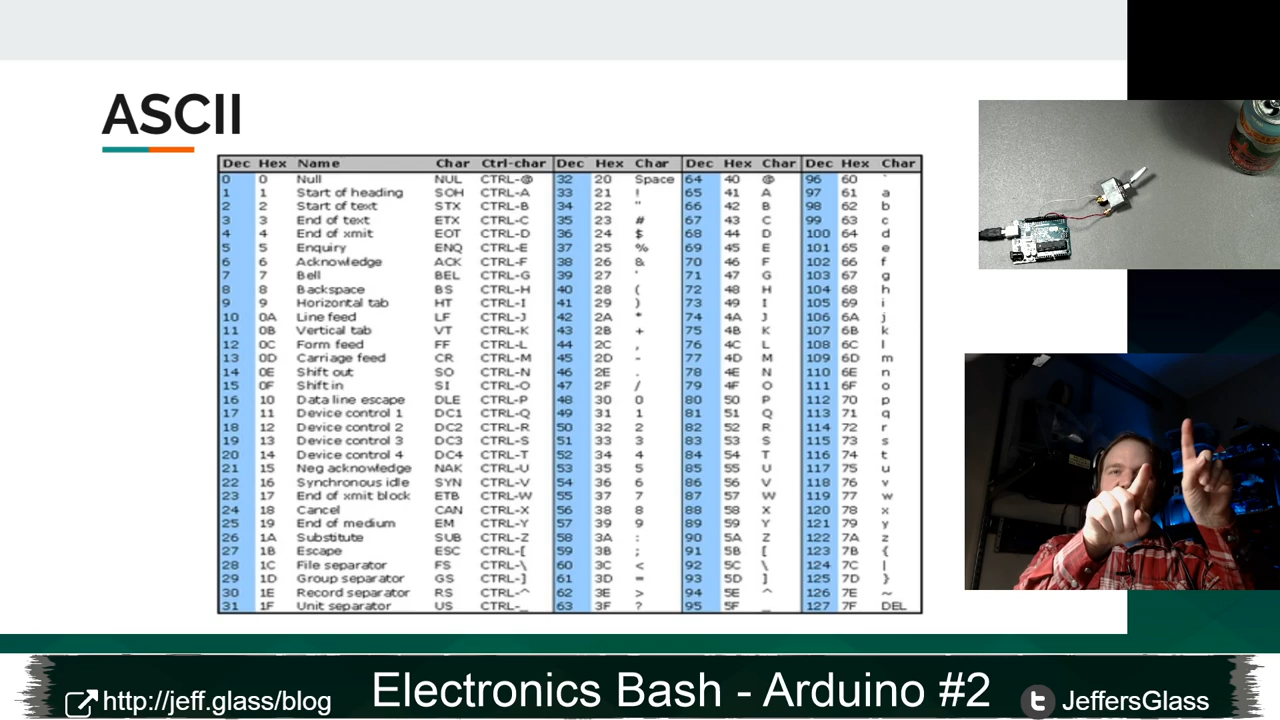 ASCII
Dec Hex Name Char Ctrl-char Dec Hex Char Dec Hex Char Dec Hex Char
0 0 Null NUL CTRL-@ 32 20 Space 64 40 @ 96 60 `
1 1 Start of heading SOH CTRL-A 33 21 ! 65 41 A 97 61 a
2 2 Start of text STX CTRL-B 34 22 " 66 42 B 98 62 b
3 3 End of text ETX CTRL-C 35 23 # 67 43 C 99 63 c
4 4 End of xmit EOT CTRL-D 36 24 $ 68 44 D 100 64 d
5 5 Enquiry ENQ CTRL-E 37 25 % 69 45 E 101 65 e
6 6 Acknowledge ACK CTRL-F 38 26 & 70 46 F 102 66 f
7 7 Bell BEL CTRL-G 39 27 ' 71 47 G 103 67 g
8 8 Backspace BS CTRL-H 40 28 ( 72 48 H 104 68 h
9 9 Horizontal tab HT CTRL-I 41 29 ) 73 49 I 105 69 i
10 0A Line feed LF CTRL-J 42 2A * 74 4A J 106 6A j
11 0B Vertical tab VT CTRL-K 43 2B + 75 4B K 107 6B k
12 0C Form feed FF CTRL-L 44 2C , 76 4C L 108 6C l
13 0D Carriage feed CR CTRL-M 45 2D - 77 4D M 109 6D m
14 0E Shift out SO CTRL-N 46 2E . 78 4E N 110 6E n
15 0F Shift in SI CTRL-O 47 2F / 79 4F O 111 6F o
16 10 Data line escape DLE CTRL-P 48 30 0 80 50 P 112 70 p
17 11 Device control 1 DC1 CTRL-Q 49 31 1 81 51 Q 113 71 q
18 12 Device control 2 DC2 CTRL-R 50 32 2 82 52 R 114 72 r
19 13 Device control 3 DC3 CTRL-S 51 33 3 83 53 S 115 73 s
20 14 Device control 4 DC4 CTRL-T 52 34 4 84 54 T 116 74 t
21 15 Neg acknowledge NAK CTRL-U 53 35 5 85 55 U 117 75 u
22 16 Synchronous idle SYN CTRL-V 54 36 6 86 56 V 118 76 v
23 17 End of xmit block ETB CTRL-W 55 37 7 87 57 W 119 77 w
24 18 Cancel CAN CTRL-X 56 38 8 88 58 X 120 78 x
25 19 End of medium EM CTRL-Y 57 39 9 89 59 Y 121 79 y
26 1A Substitute SUB CTRL-Z 58 3A : 90 5A Z 122 7A z
27 1B Escape ESC CTRL-[ 59 3B ; 91 5B [ 123 7B {
28 1C File separator FS CTRL-\ 60 3C < 92 5C \ 124 7C |
29 1D Group separator GS CTRL-] 61 3D = 93 5D ] 125 7D }
30 1E Record separator RS CTRL-^ 62 3E > 94 5E ^ 126 7E ~
31 1F Unit separator US CTRL-_ 63 3F ? 95 5F _ 127 7F DEL
http://jeff.glass/blog
Electronics Bash - Arduino #2
JeffersGlass